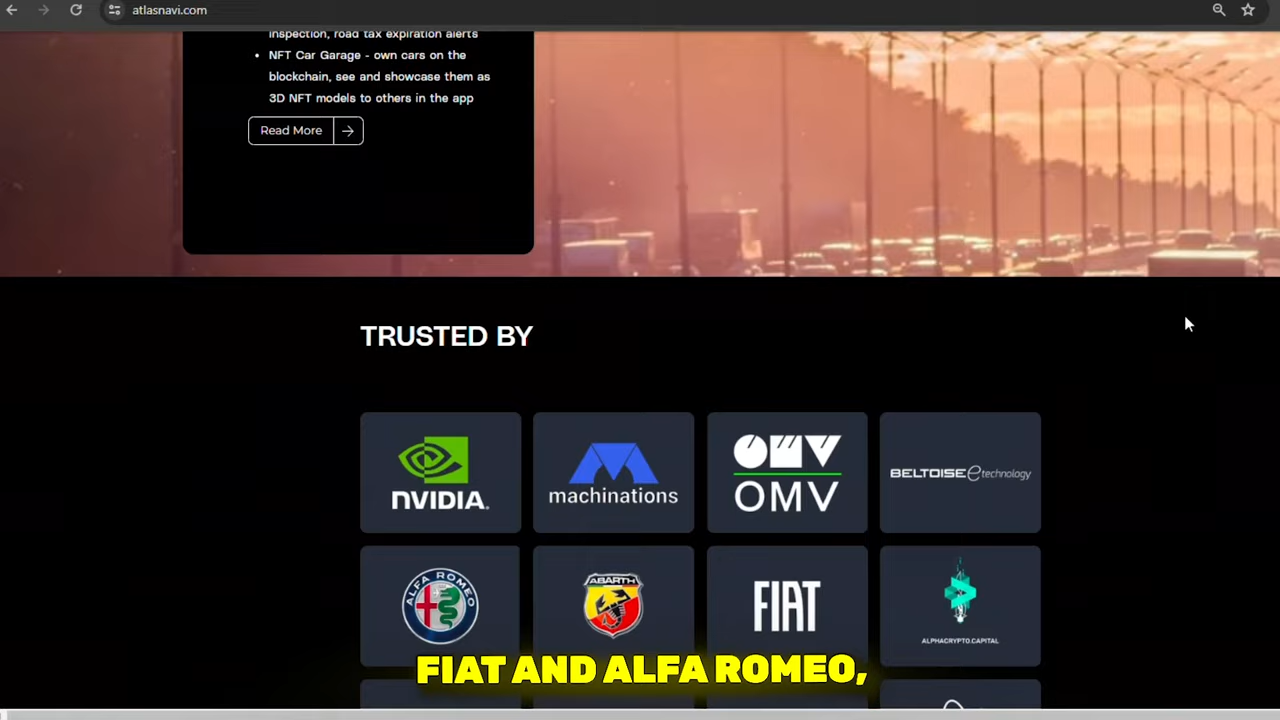 atlasnavi.com
inspection, road tax expiration alerts
• NFT Car Garage - own cars on the
blockchain, see and showcase them as
3D NFT models to others in the app
Read More →
TRUSTED BY
NVIDIA.
machinations
OMV
OMV
BELTOISE e technology
ALFA ROMEO
ABARTH
FIAT
ALPHACRYPTO.CAPITAL
FIAT AND ALFA ROMEO,